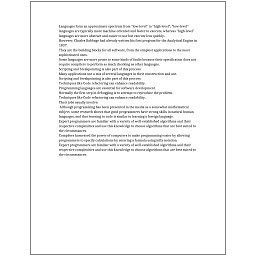 Languages form an approximate spectrum from "low-level" to "high-level"; "low-level"
languages are typically more machine-oriented and faster to execute, whereas "high-level"
languages are more abstract and easier to use but execute less quickly.
However, Charles Babbage had already written his first program for the Analytical Engine in
1837.
They are the building blocks for all software, from the simplest applications to the most
sophisticated ones.
Some languages are more prone to some kinds of faults because their specification does not
require compilers to perform as much checking as other languages.
Scripting and breakpointing is also part of this process.
Many applications use a mix of several languages in their construction and use.
Scripting and breakpointing is also part of this process.
Techniques like Code refactoring can enhance readability.
Programming languages are essential for software development.
Normally the first step in debugging is to attempt to reproduce the problem.
Techniques like Code refactoring can enhance readability.
Their jobs usually involve:
Although programming has been presented in the media as a somewhat mathematical
subject, some research shows that good programmers have strong skills in natural human
languages, and that learning to code is similar to learning a foreign language.
Expert programmers are familiar with a variety of well-established algorithms and their
respective complexities and use this knowledge to choose algorithms that are best suited to
the circumstances.
Compilers harnessed the power of computers to make programming easier by allowing
programmers to specify calculations by entering a formula using infix notation.
Expert programmers are familiar with a variety of well-established algorithms and their
respective complexities and use this knowledge to choose algorithms that are best suited to
the circumstances.